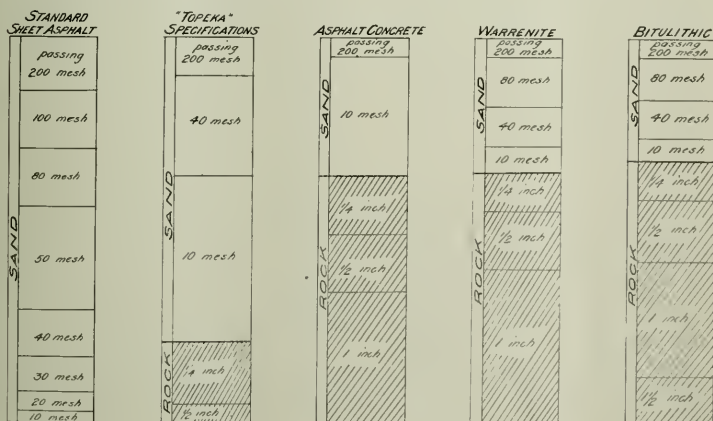 STANDARD
SHEET ASPHALT
passing
200 mesh
100 mesh
80 mesh
50 mesh
40 mesh
30 mesh
20 mesh
10 mesh
SAND
"TOPEKA"
SPECIFICATIONS
passing
200 mesh
40 mesh
10 mesh
inch
1/2 inch
SAND
ROCK
ASPHALT CONCRETE
passing
200 mesh
10 mesh
1/4 inch
1/2 inch
1 inch
SAND
ROCK
WARRENITE
passing
200 mesh
80 mesh
40 mesh
10 mesh
1/4 inch
1/2 inch
1 inch
SAND
ROCK
BITULITHIC
passing
200 mesh
80 mesh
40 mesh
10 mesh
1/4 inch
1/2 inch
1 inch
1 1/2 inch
SAND
ROCK